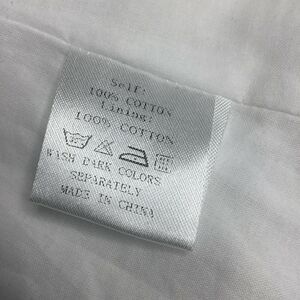 Self:
100% COTTON
Lining:
100% COTTON
WASH DARK COLORS
SEPARATELY
MADE IN CHINA